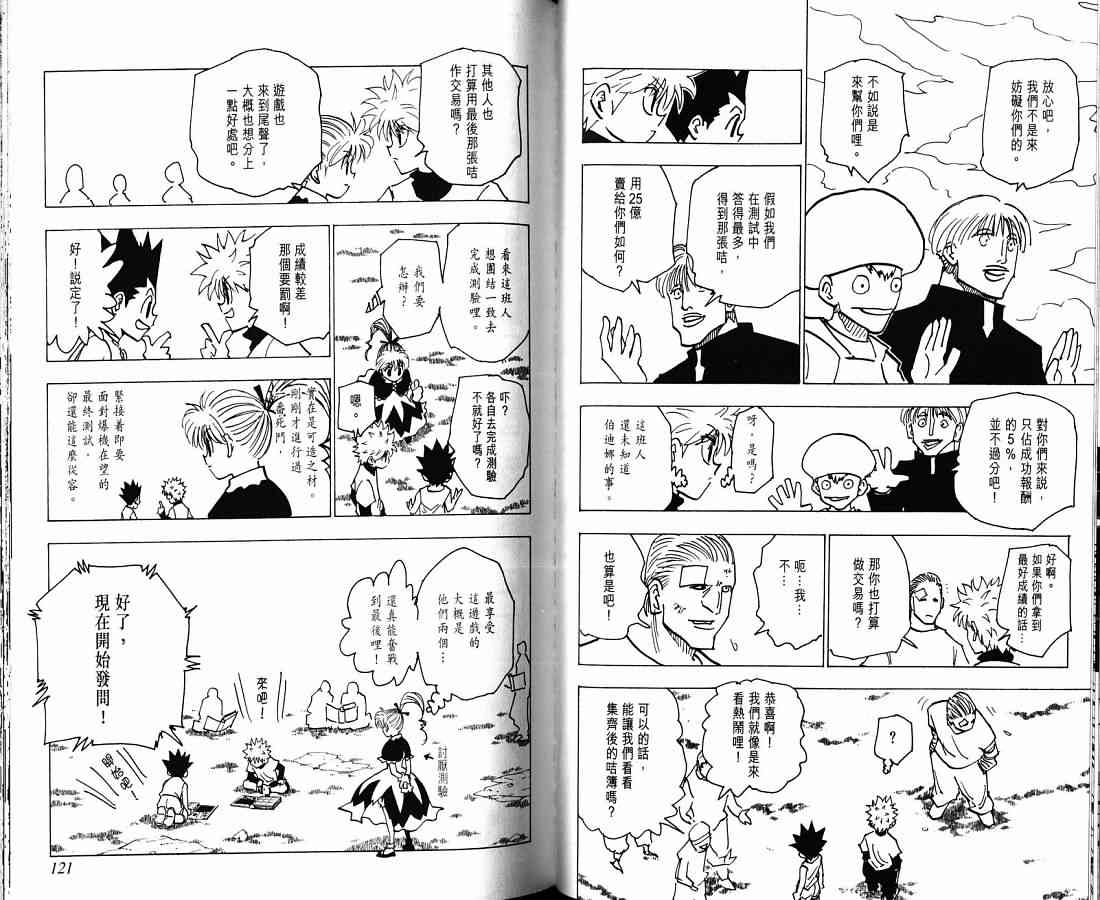 放心吧，
我們不是來
妨礙你們的。
不如說是
來幫你們哩。
假如我們
在測試中
答得最多，
得到那張咭，
用25億
賣給你們如何？
對你們來說，
只佔成功報酬
的5%，
並不過分吧！
呀，是嗎？
這班人
還未知道
伯迪娜的事。
好啊。
如果你們拿到
最好成績的話…
那你也打算
做交易嗎？
呃…我…
不…
也算是吧！
？
恭喜啊！
我們就像是來
看熱鬧哩！
可以的話，
能讓我們看看
集齊後的咭簿嗎？
其他人也
打算用最後那張咭
作交易嗎？
遊戲也
來到尾聲了，
大概也想分上
一點好處吧。
看來這班人
想團結一致去
完成測驗哩。
我們要
怎辦？
吓？
各自去完成測驗
不就好了嗎？
嗯。
成績較差
那個要罰啊！
好！說定了！
實在是可造之材。
剛剛才進行過
一番死鬥，
緊接着即要
面對爆機在望的
最終測試，
卻還能這麼從容。
最享受
這遊戲的
大概是
他們兩個…
還真能奮戰
到最後哩！
討厭測驗
來吧！
好了，
現在開始發問！
開始吧！
121